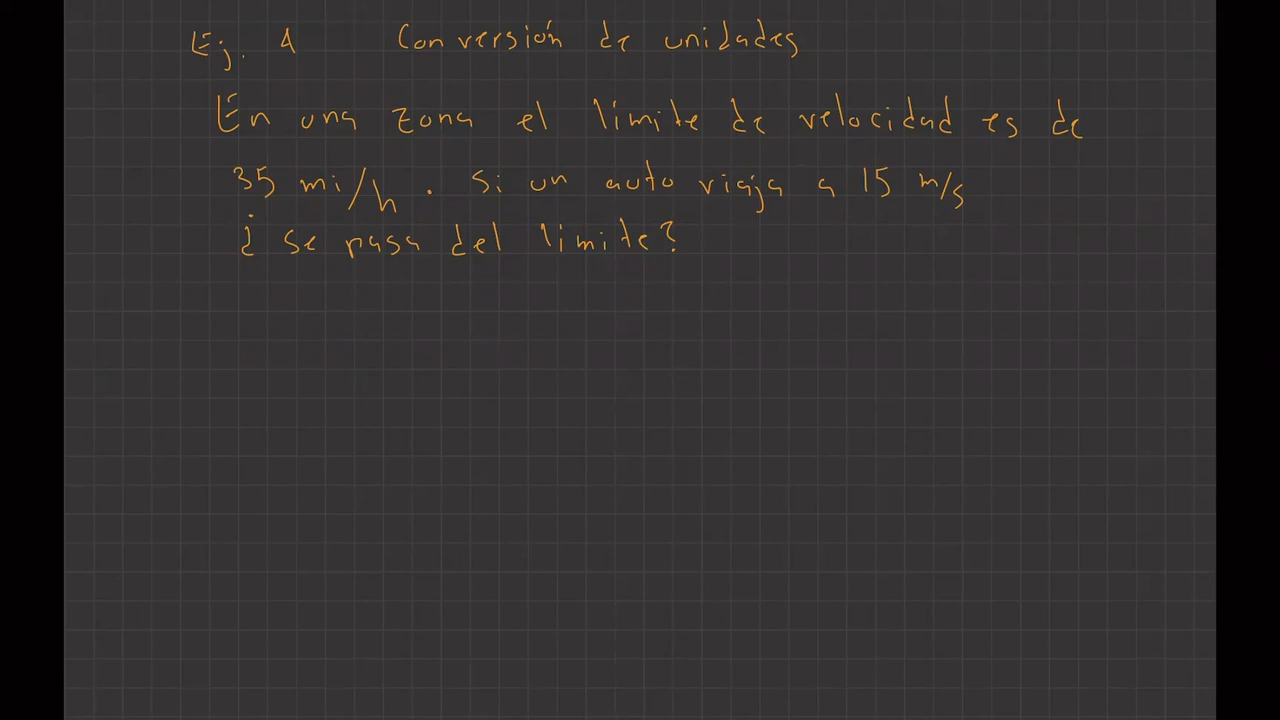 Ej. 4 Conversión de unidades
En una zona el límite de velocidad es de
35 mi/h. Si un auto viaja a 15 m/s
¿se pasa del límite?